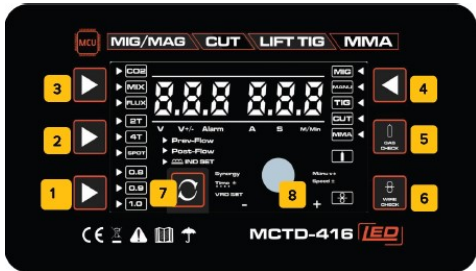 MCU MIG/MAG CUT LIFT TIG MMA
3 CO2 8.8.8 8.8.8 MIG 4
MIX MANU
FLUX TIG
V V+/- Alarm A S M/Min
2 2T Prev-Flow CUT GAS CHECK 5
4T Post-Flow MMA
SPOT IND SET
1 0.8 7 Synergy 8 Menu++ WIRE CHECK 6
0.9 Time Speed ±
1.0 VRD SET - +
CE MCTD-416 LED